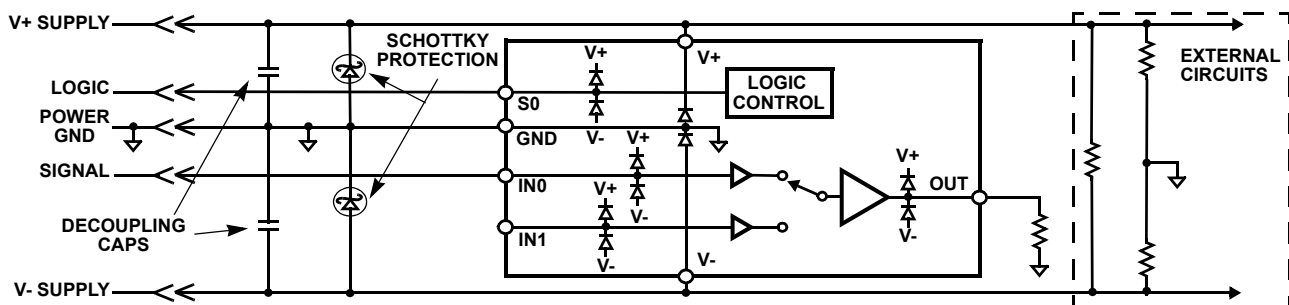 V+ SUPPLY
LOGIC
POWER
GND
SIGNAL
DECOUPLING
CAPS
V- SUPPLY
SCHOTTKY
PROTECTION
V+
V-
S0
GND
IN0
IN1
V+
V-
V+
V-
V+
V-
LOGIC
CONTROL
V+
V-
OUT
EXTERNAL
CIRCUITS